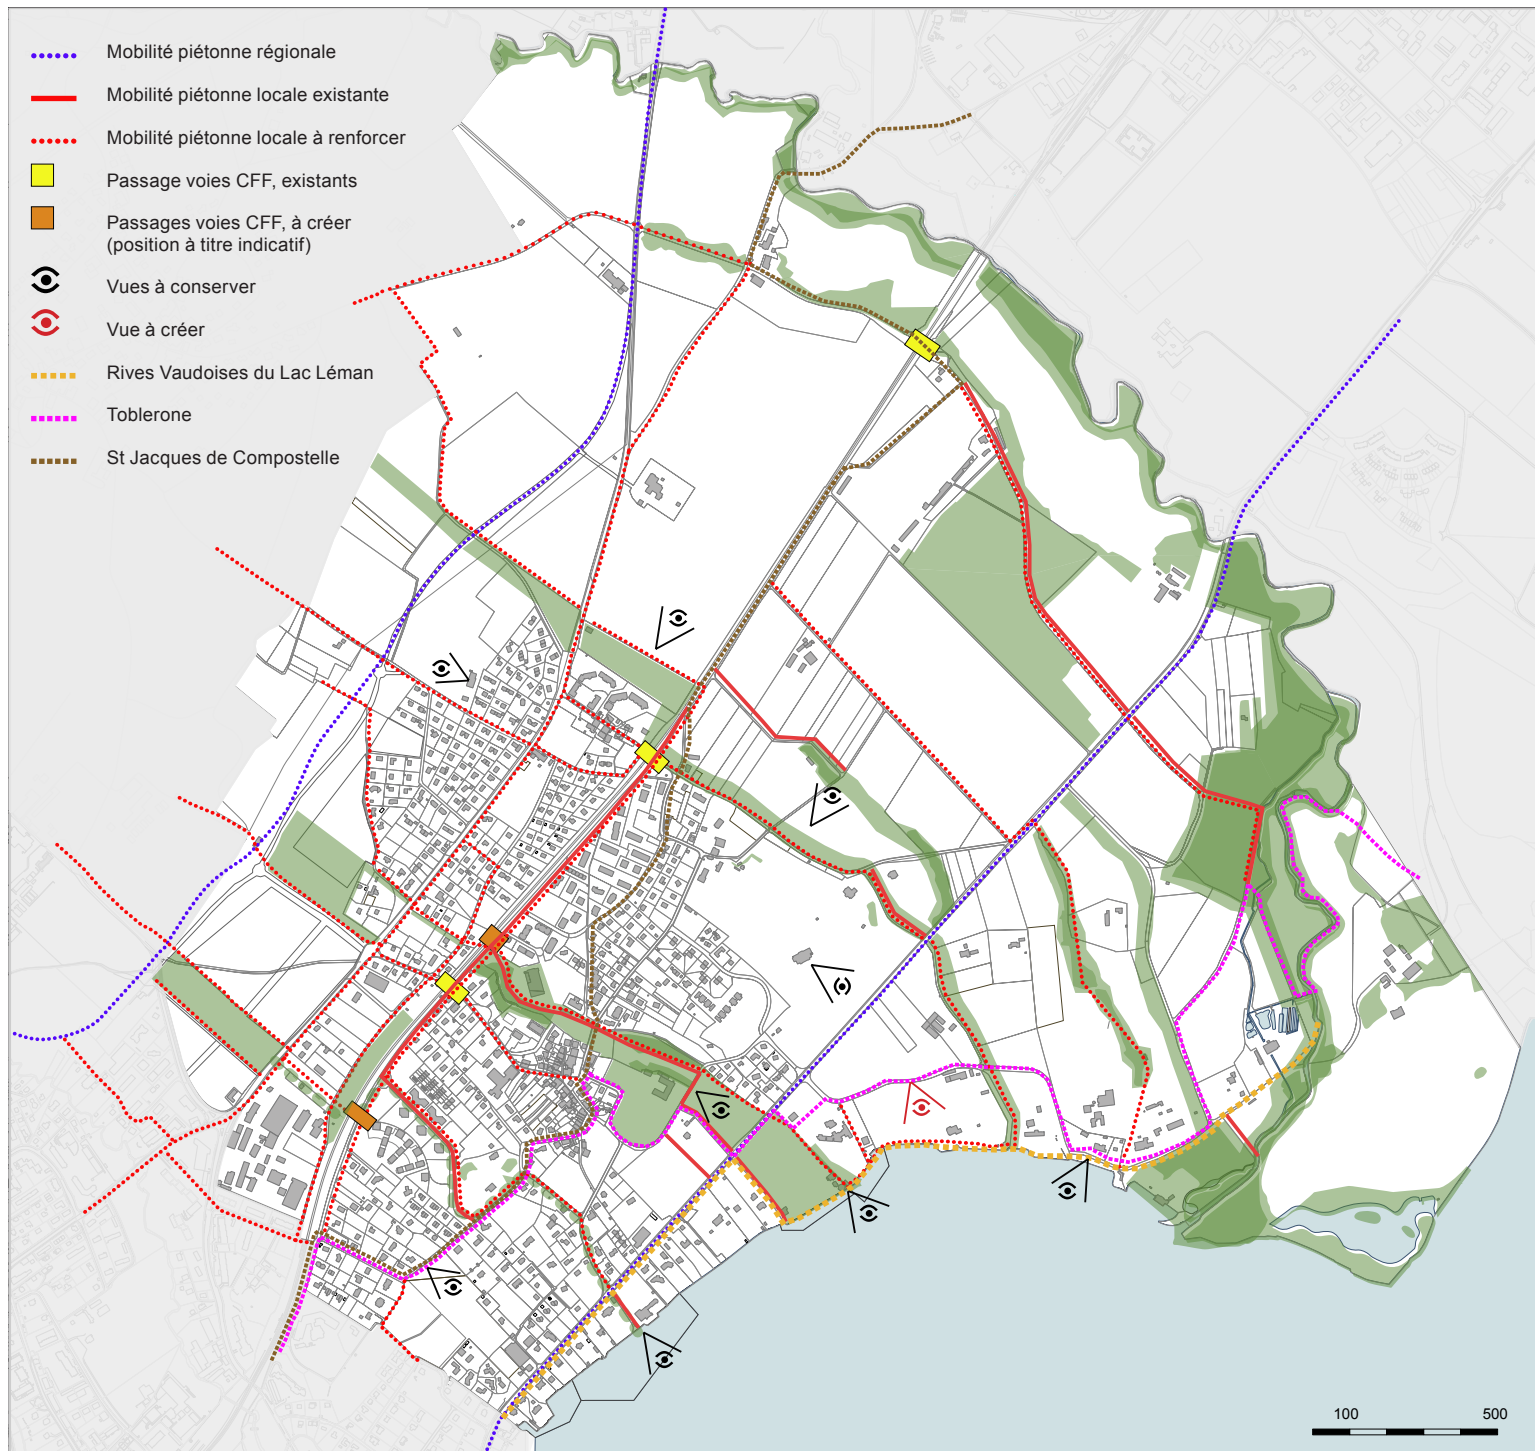 Mobilité piétonne régionale
Mobilité piétonne locale existante
Mobilité piétonne locale à renforcer
Passage voies CFF, existants
Passages voies CFF, à créer
(position à titre indicatif)
Vues à conserver
Vue à créer
Rives Vaudoises du Lac Léman
Toblerone
St Jacques de Compostelle
100 500